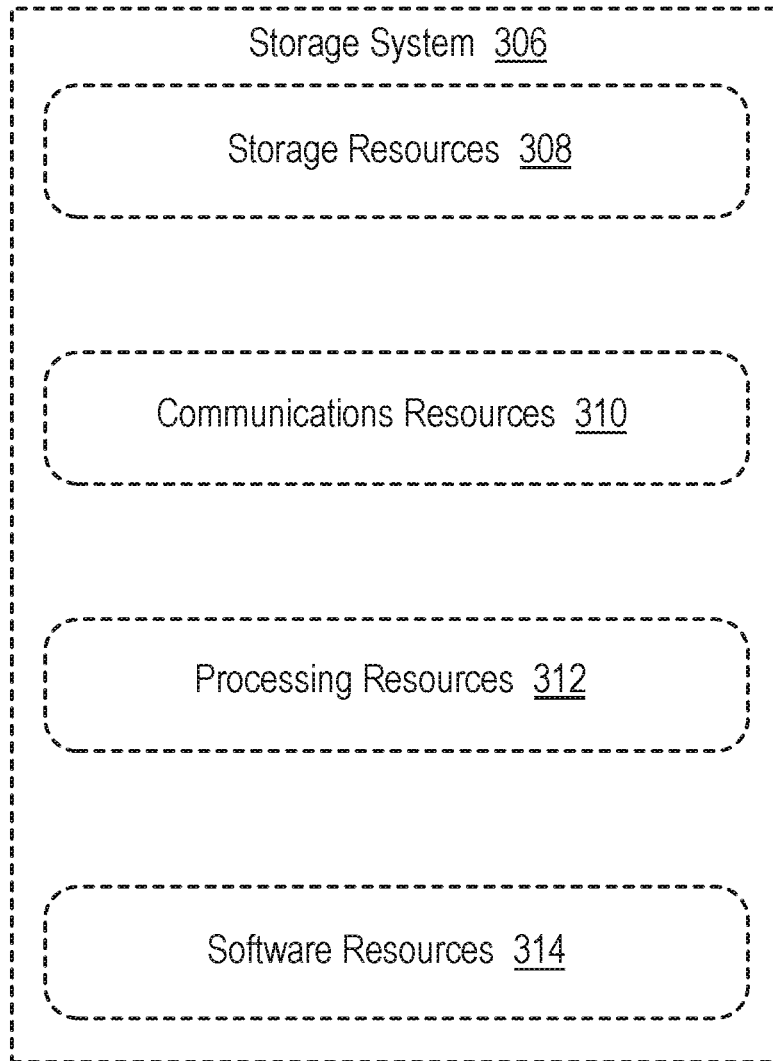 Storage System 306
Storage Resources 308
Communications Resources 310
Processing Resources 312
Software Resources 314